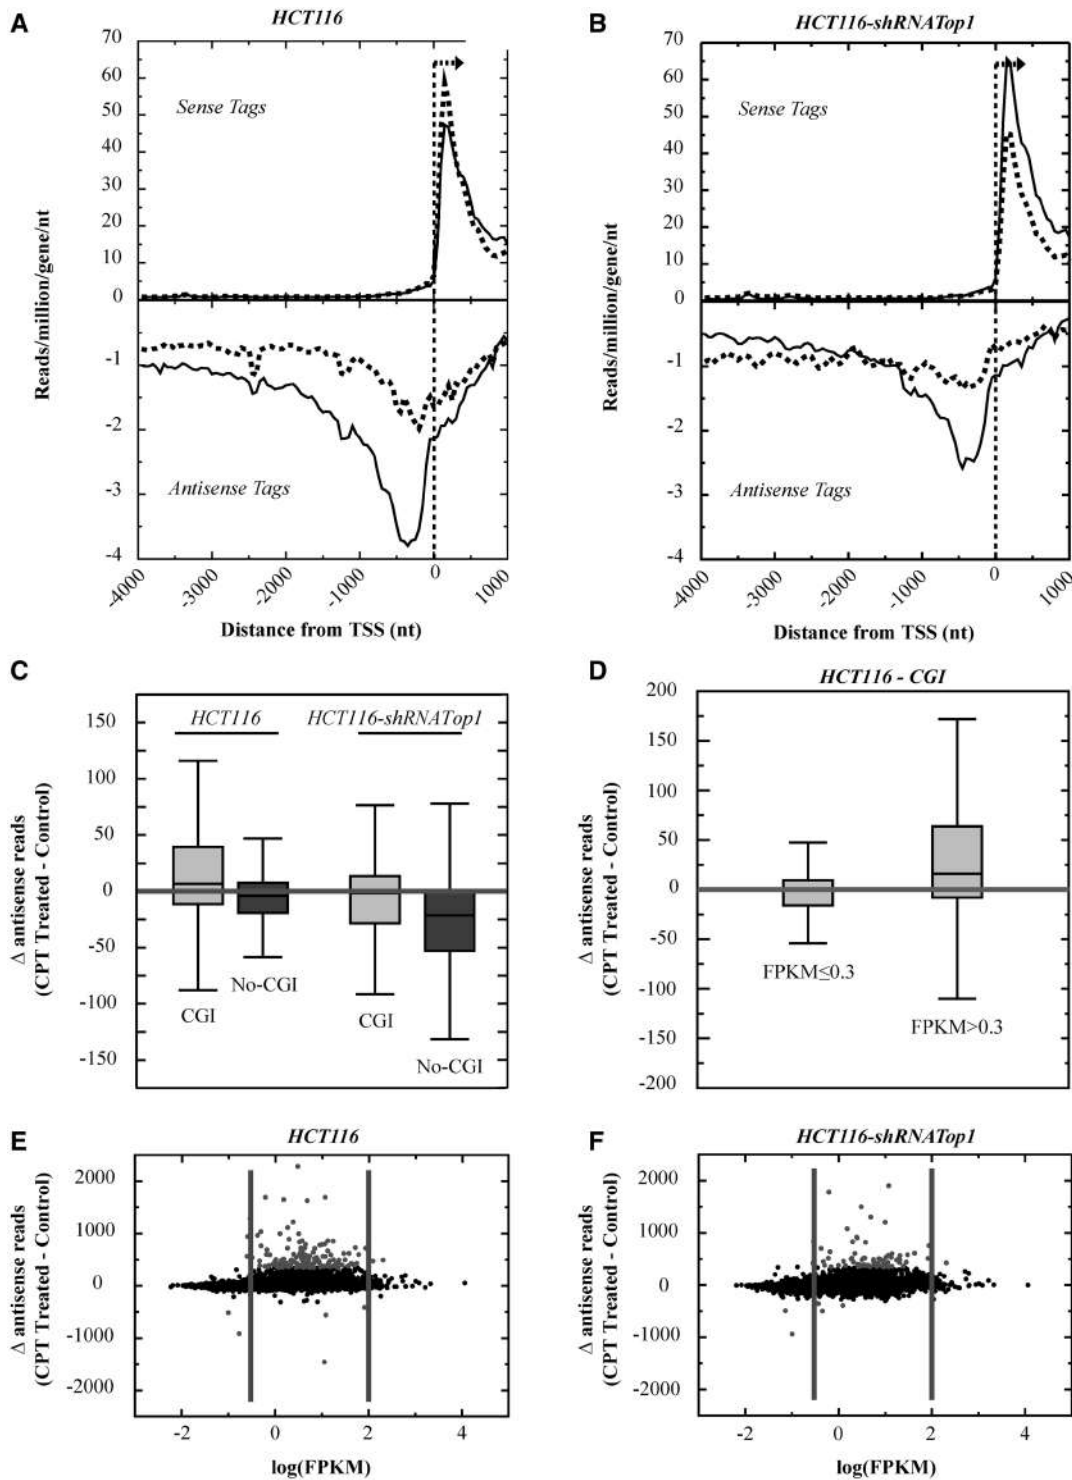 A
HCT116
B
HCT116-shRNATop1
70
60
50
40
30
20
10
0
-1
-2
-3
-4
Sense Tags
Antisense Tags
Reads/million/gene/nt
-4000
-3000
-2000
-1000
0
1000
Distance from TSS (nt)
70
60
50
40
30
20
10
0
-1
-2
-3
-4
Sense Tags
Antisense Tags
Reads/million/gene/nt
-4000
-3000
-2000
-1000
0
1000
Distance from TSS (nt)
C
150
100
50
0
-50
-100
-150
Δ antisense reads
(CPT Treated - Control)
HCT116
HCT116-shRNATop1
CGI
No-CGI
CGI
No-CGI
D
HCT116 - CGI
200
150
100
50
0
-50
-100
-150
-200
Δ antisense reads
(CPT Treated - Control)
FPKM≤0.3
FPKM>0.3
E
HCT116
2000
1000
0
-1000
-2000
Δ antisense reads
(CPT Treated - Control)
-2
0
2
4
log(FPKM)
F
HCT116-shRNATop1
2000
1000
0
-1000
-2000
Δ antisense reads
(CPT Treated - Control)
-2
0
2
4
log(FPKM)